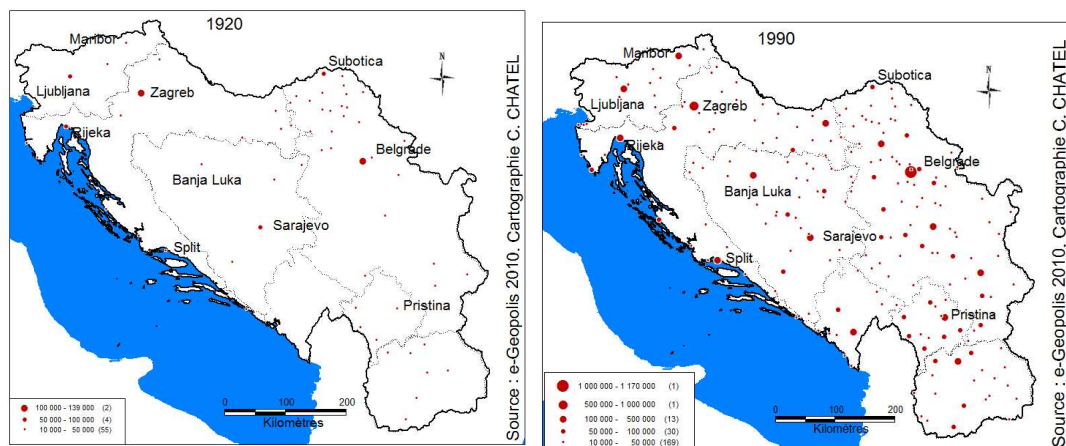 1920
Maribor
Ljubljana
Zagreb
Rijeka
Subotica
N
Belgrade
Banja Luka
Sarajevo
Split
Pristina
100 000 - 139 000 (2)
50 000 - 100 000 (4)
10 000 - 50 000 (55)
0 100 200
Kilomètres
Source : e-Geopolis 2010. Cartographie C. CHATEL
1990
Maribor
Ljubljana
Zagreb
Rijeka
Subotica
N
Belgrade
Banja Luka
Sarajevo
Split
Pristina
1 000 000 - 1 170 000 (1)
500 000 - 1 000 000 (1)
100 000 - 500 000 (13)
50 000 - 100 000 (30)
10 000 - 50 000 (169)
0 100 200
Kilomètres
Source : e-Geopolis 2010. Cartographie C. CHATEL